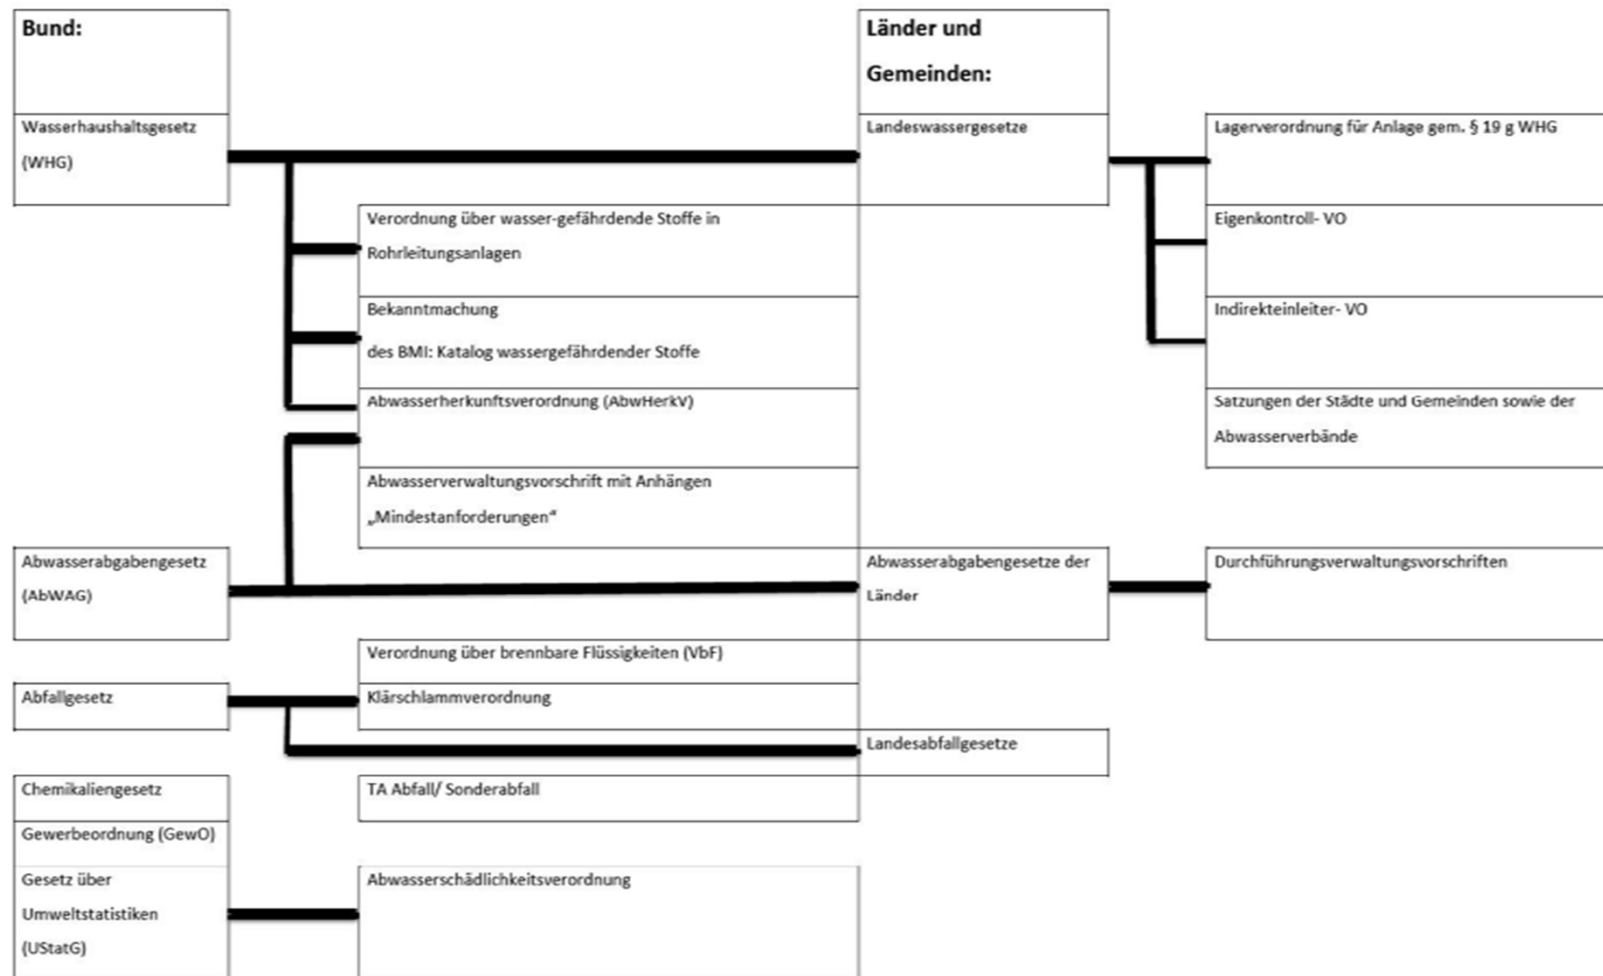 Bund:
Länder und
Gemeinden:
Wasserhaushaltsgesetz
(WHG)
Landeswassergesetze
Lagerverordnung für Anlage gem. § 19 g WHG
Verordnung über wasser-gefährdende Stoffe in
Rohrleitungsanlagen
Eigenkontroll- VO
Bekanntmachung
des BMI: Katalog wassergefährdender Stoffe
Indirekteinleiter- VO
Abwasserherkunftsverordnung (AbwHerkV)
Satzungen der Städte und Gemeinden sowie der
Abwasserverbände
Abwasserverwaltungsvorschrift mit Anhängen
„Mindestanforderungen“
Abwasserabgabengesetz
(AbWAG)
Abwasserabgabengesetze der
Länder
Durchführungsverwaltungsvorschriften
Verordnung über brennbare Flüssigkeiten (VbF)
Abfallgesetz
Klärschlammverordnung
Landesabfallgesetze
Chemikaliengesetz
TA Abfall/ Sonderabfall
Gewerbeordnung (GewO)
Gesetz über
Umweltstatistiken
(UStatG)
Abwasserschädlichkeitsverordnung